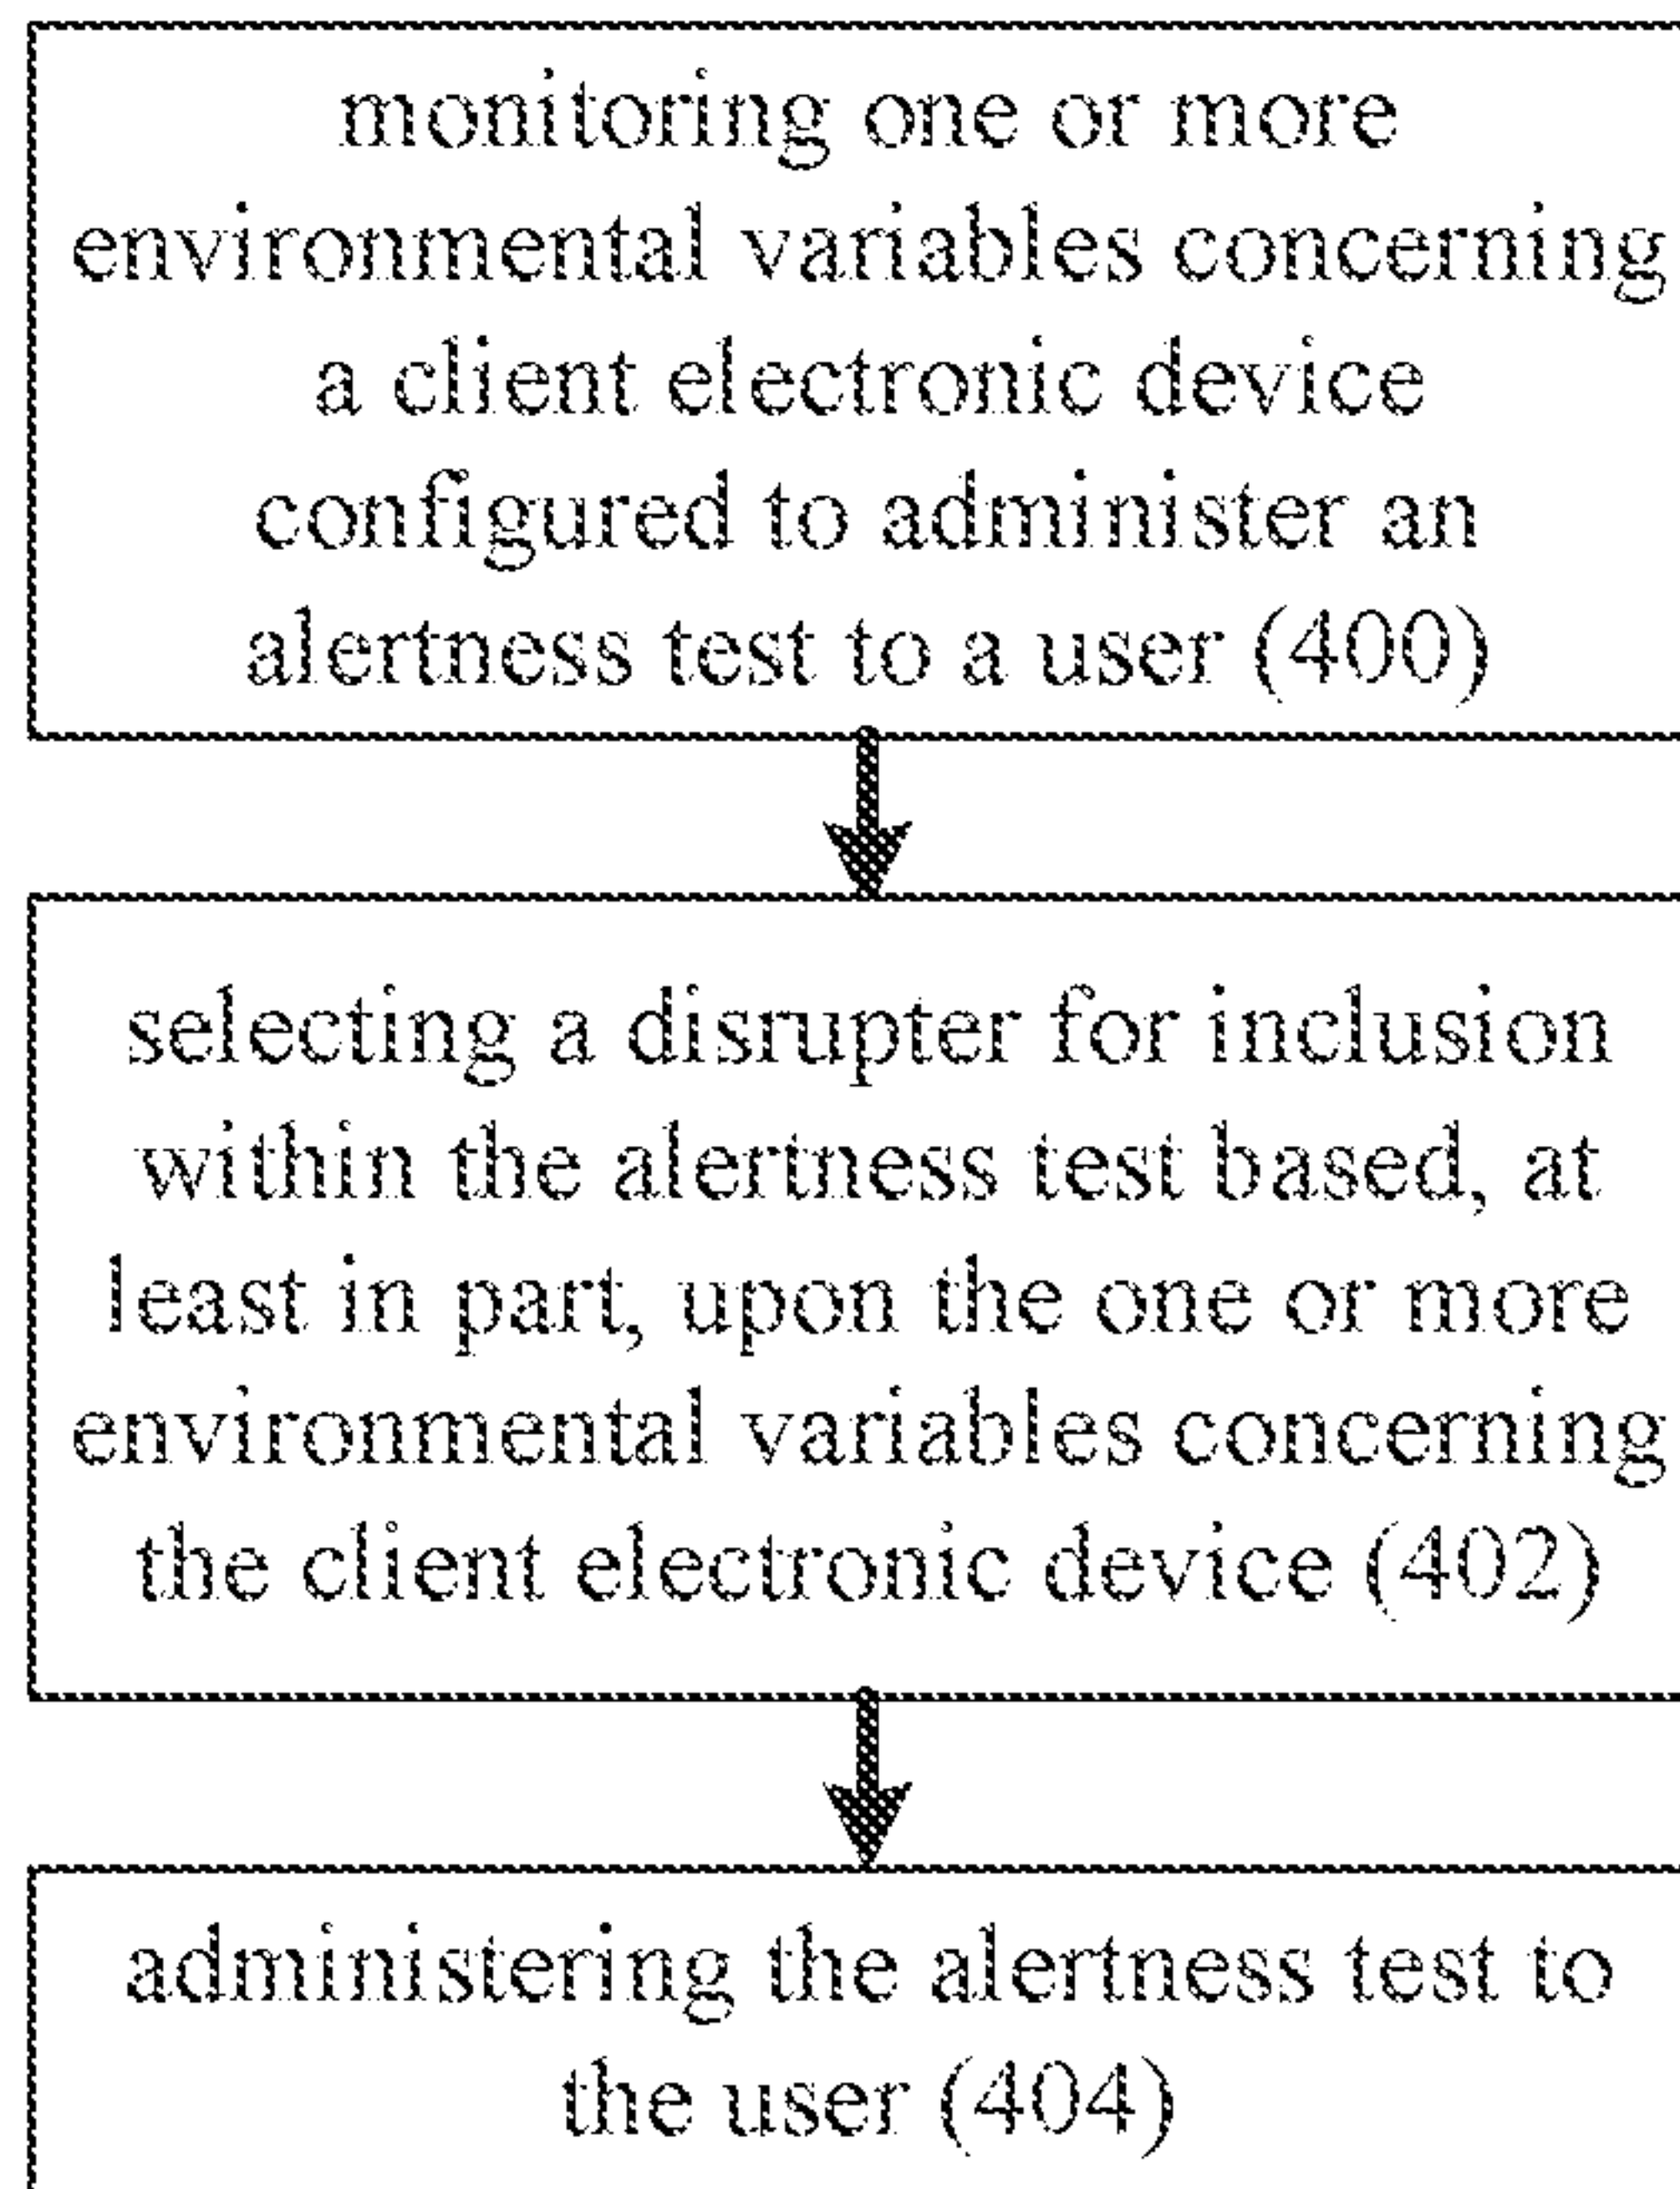 monitoring one or more
environmental variables concerning
a client electronic device
configured to administer an
alertness test to a user (400)
selecting a disrupter for inclusion
within the alertness test based, at
least in part, upon the one or more
environmental variables concerning
the client electronic device (402)
administering the alertness test to
the user (404)